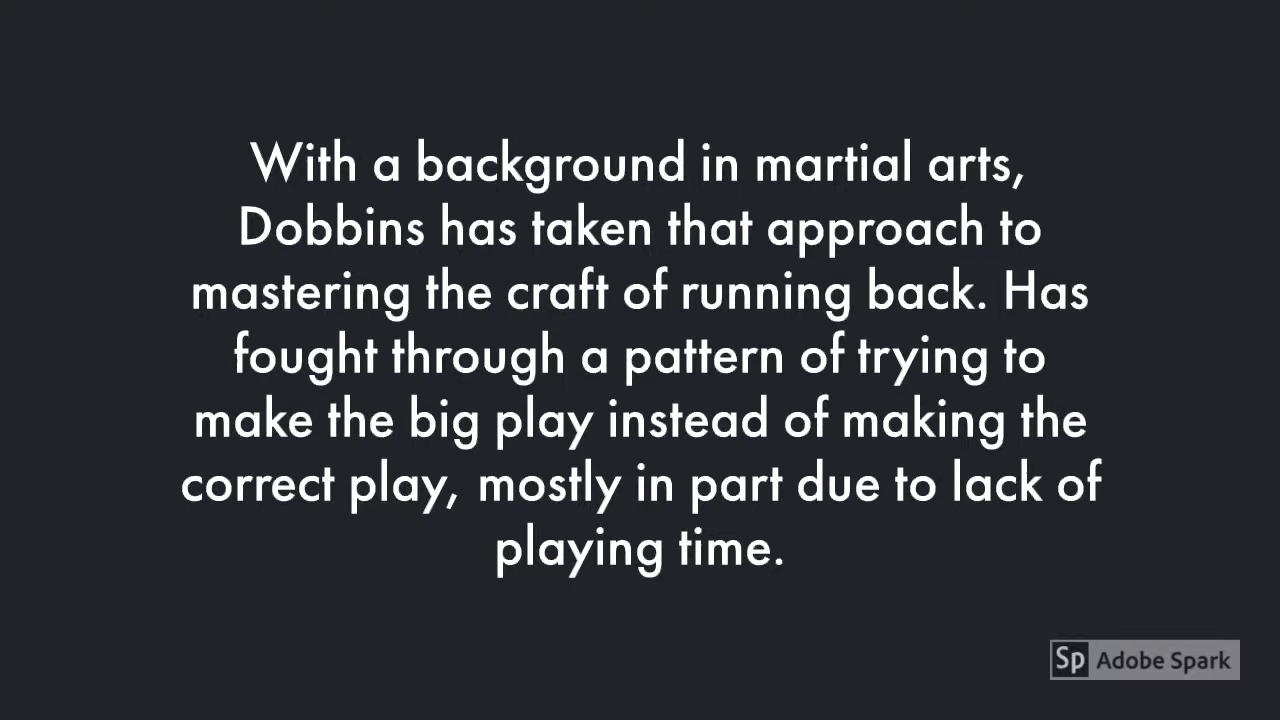 With a background in martial arts,
Dobbins has taken that approach to
mastering the craft of running back. Has
fought through a pattern of trying to
make the big play instead of making the
correct play, mostly in part due to lack of
playing time.
Sp Adobe Spark